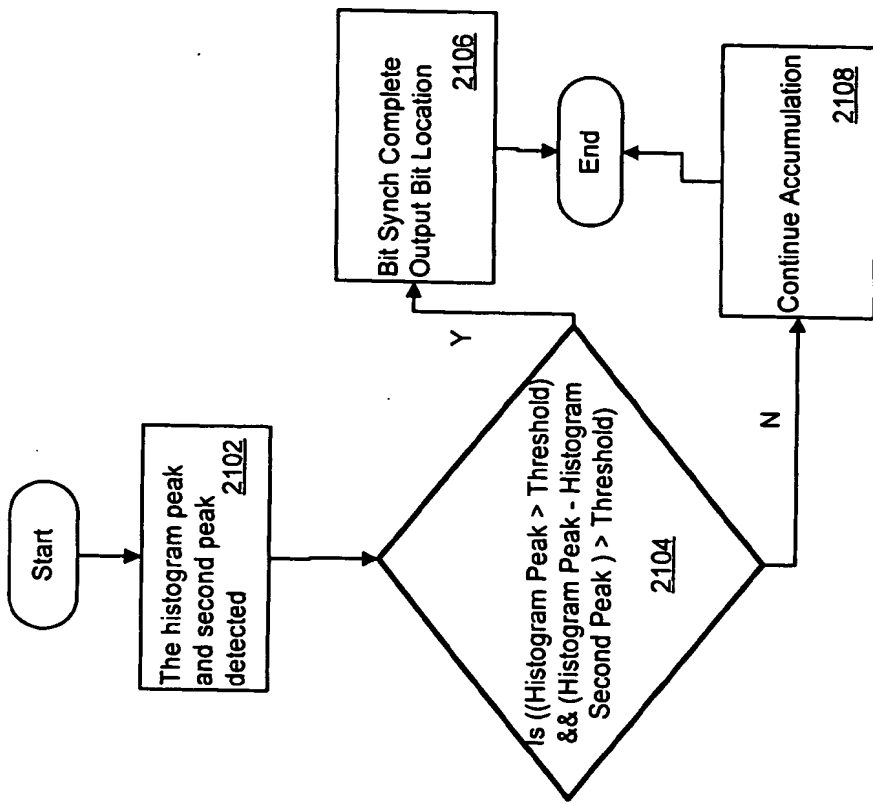 Start
The histogram peak
and second peak
detected
2102
Is ((Histogram Peak > Threshold)
&& (Histogram Peak - Histogram
Second Peak ) > Threshold)
2104
Y
Bit Synch Complete
Output Bit Location
2106
N
Continue Accumulation
2108
End